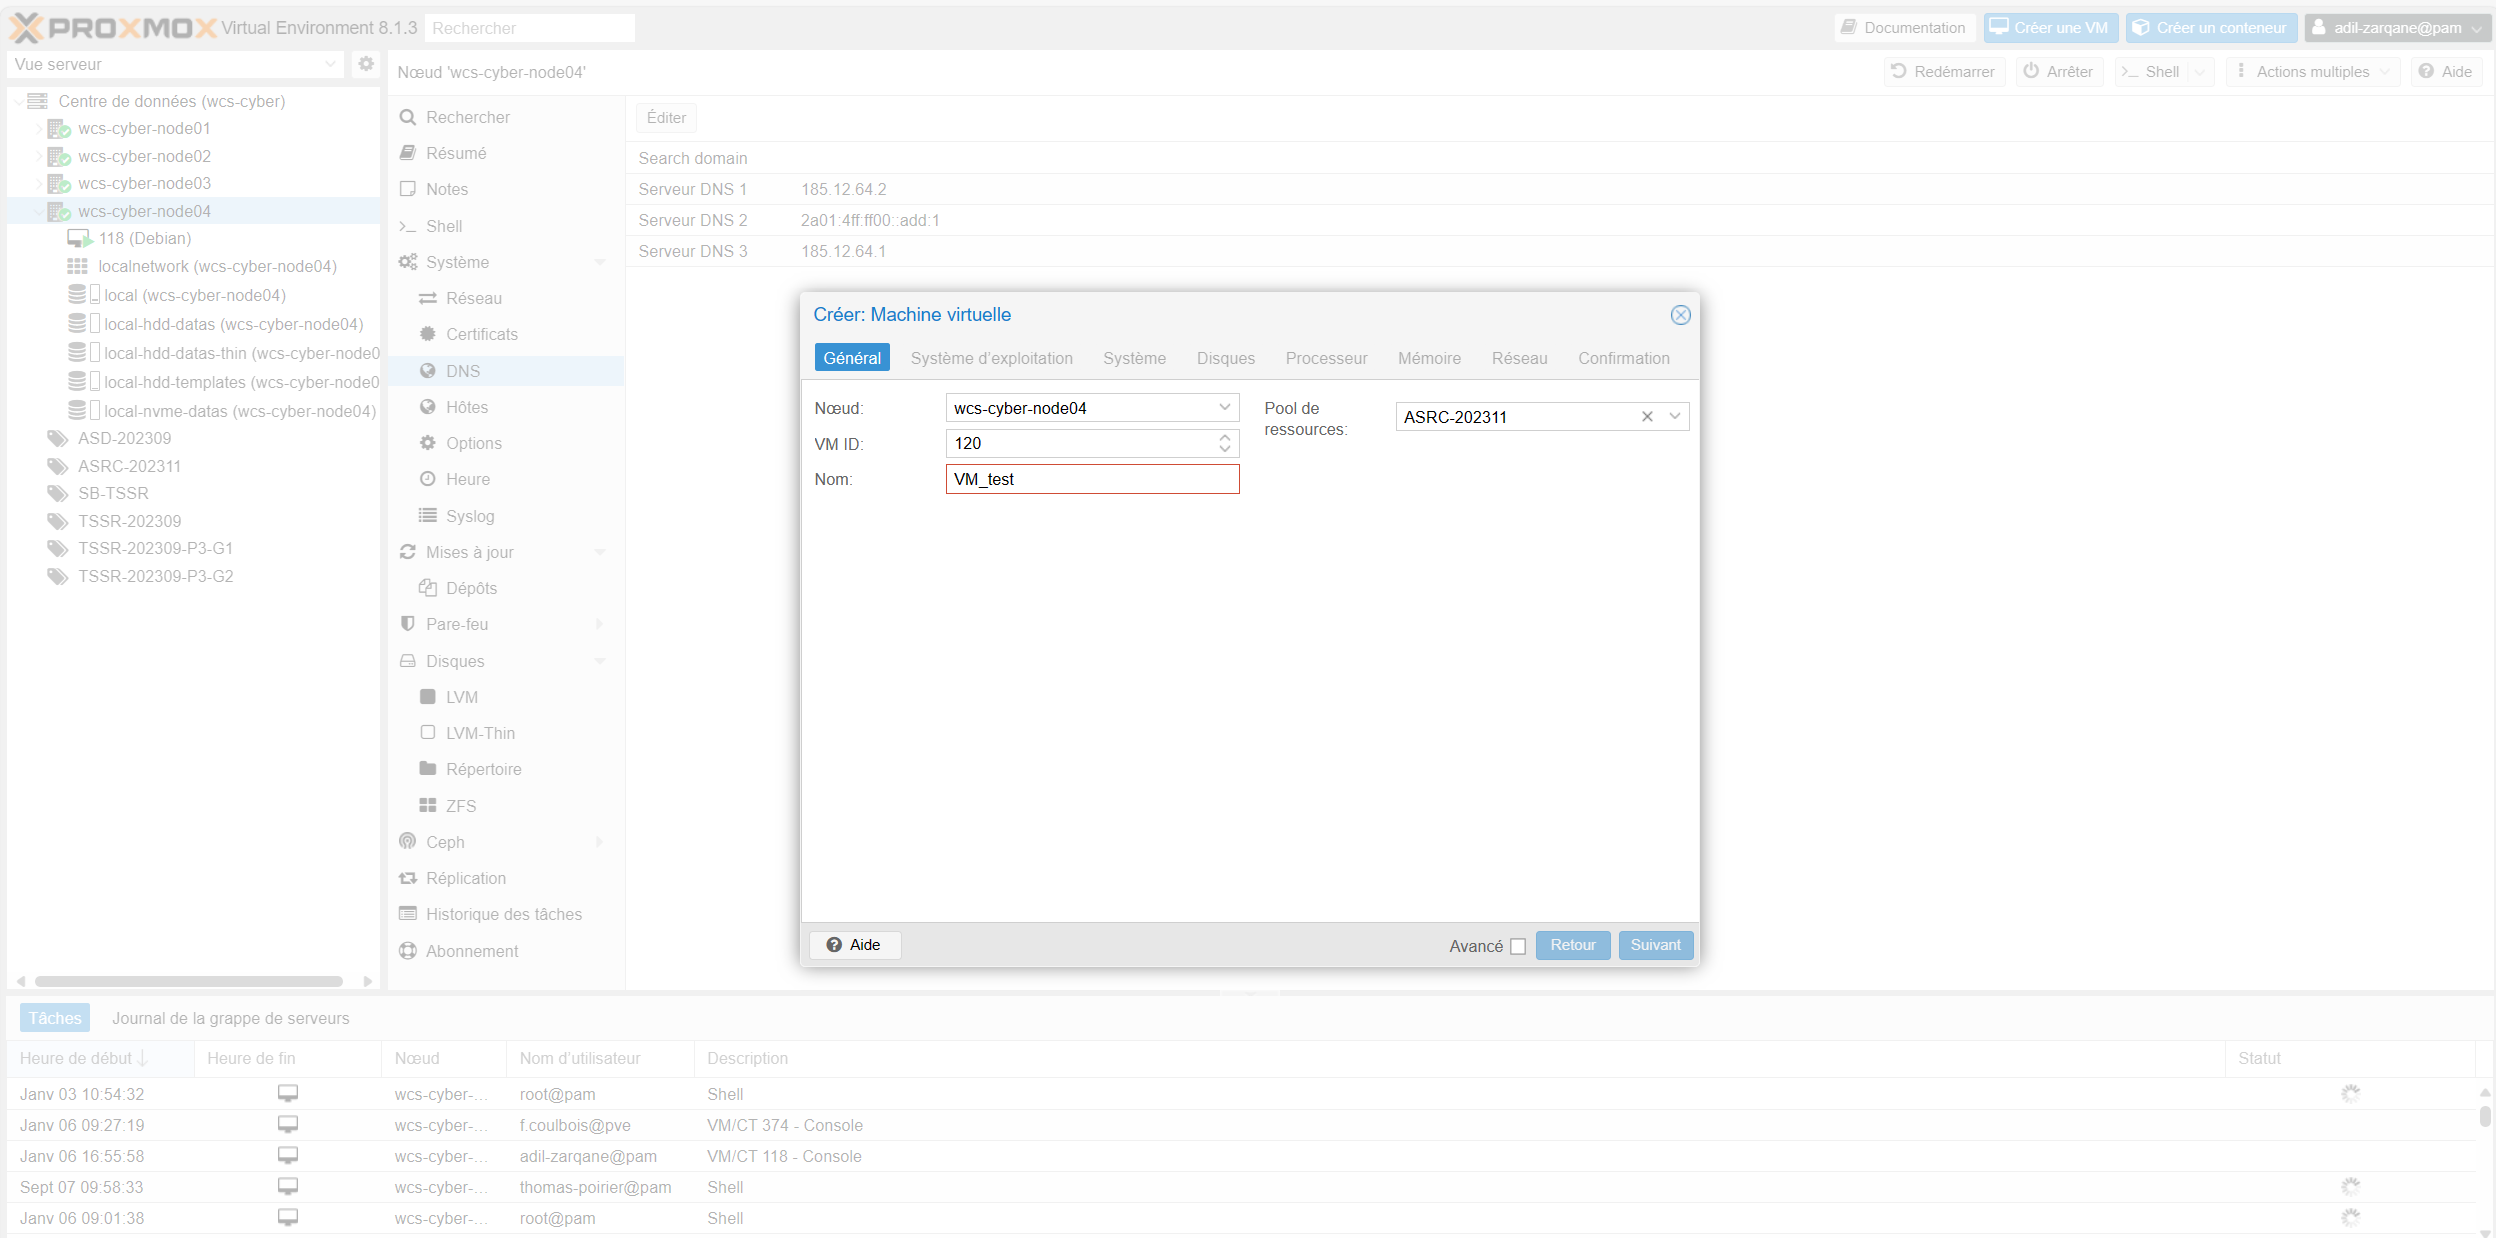 PROXMOX Virtual Environment 8.1.3 Rechercher Documentation Créer une VM Créer un conteneur adil-zarqane@pam
Vue serveur
Nœud 'wcs-cyber-node04' Redémarrer Arrêter >_ Shell Actions multiples Aide
Centre de données (wcs-cyber)
wcs-cyber-node01
wcs-cyber-node02
wcs-cyber-node03
wcs-cyber-node04
118 (Debian)
localnetwork (wcs-cyber-node04)
local (wcs-cyber-node04)
local-hdd-datas (wcs-cyber-node04)
local-hdd-datas-thin (wcs-cyber-node0
local-hdd-templates (wcs-cyber-node0
local-nvme-datas (wcs-cyber-node04)
ASD-202309
ASRC-202311
SB-TSSR
TSSR-202309
TSSR-202309-P3-G1
TSSR-202309-P3-G2
Rechercher
Résumé
Notes
>_ Shell
Système
Réseau
Certificats
DNS
Hôtes
Options
Heure
Syslog
Mises à jour
Dépôts
Pare-feu
Disques
LVM
LVM-Thin
Répertoire
ZFS
Ceph
Réplication
Historique des tâches
Abonnement
Éditer
Search domain
Serveur DNS 1 185.12.64.2
Serveur DNS 2 2a01:4ff:ff00::add:1
Serveur DNS 3 185.12.64.1
Créer: Machine virtuelle
Général Système d'exploitation Système Disques Processeur Mémoire Réseau Confirmation
Nœud: wcs-cyber-node04
VM ID: 120
Nom: VM_test
Pool de
ressources: ASRC-202311
Aide Avancé Retour Suivant
Tâches Journal de la grappe de serveurs
Heure de début Heure de fin Nœud Nom d'utilisateur Description Statut
Janv 03 10:54:32 wcs-cyber-... root@pam Shell
Janv 06 09:27:19 wcs-cyber-... f.coulbois@pve VM/CT 374 - Console
Janv 06 16:55:58 wcs-cyber-... adil-zarqane@pam VM/CT 118 - Console
Sept 07 09:58:33 wcs-cyber-... thomas-poirier@pam Shell
Janv 06 09:01:38 wcs-cyber-... root@pam Shell